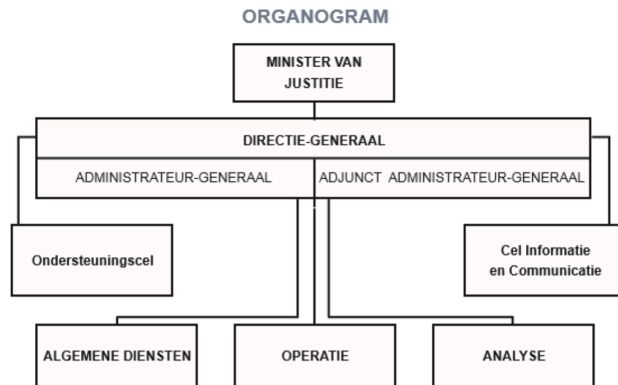 ORGANOGRAM
MINISTER VAN
JUSTITIE
DIRECTIE-GENERAAL
ADMINISTRATEUR-GENERAAL
ADJUNCT ADMINISTRATEUR-GENERAAL
Ondersteuningscel
Cel Informatie
en Communicatie
ALGEMENE DIENSTEN
OPERATIE
ANALYSE